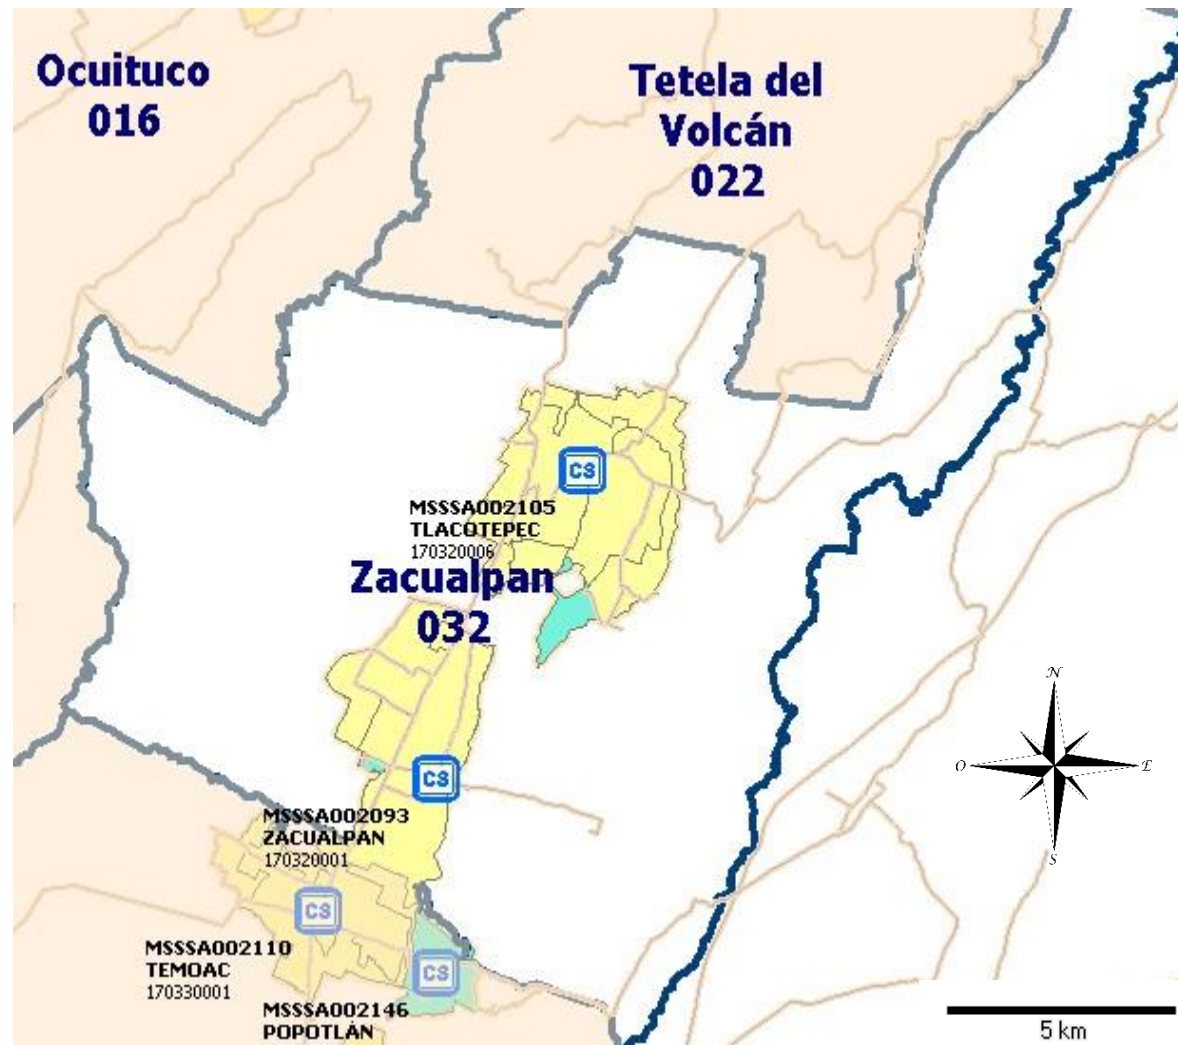 Ocuituco
016
Tetela del
Volcán
022
CS
MSSSA002105
TLACOTEPEC
170320006
Zacualpan
032
N
O
E
S
CS
MSSSA002093
ZACUALPAN
170320001
CS
MSSSA002110
TEMOAC
170330001
CS
MSSSA002146
POPOTLÁN
5 km